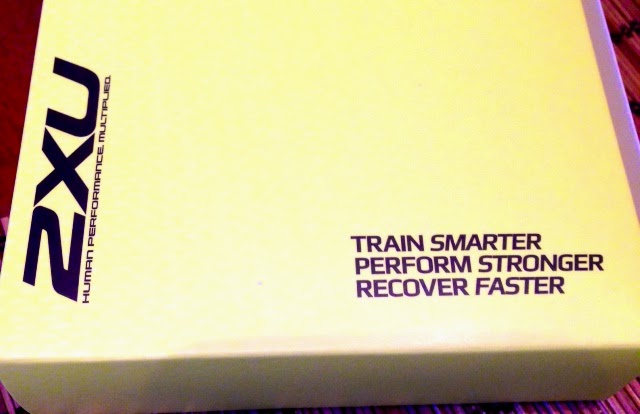 2XU
HUMAN PERFORMANCE. MULTIPLIED.
TRAIN SMARTER
PERFORM STRONGER
RECOVER FASTER